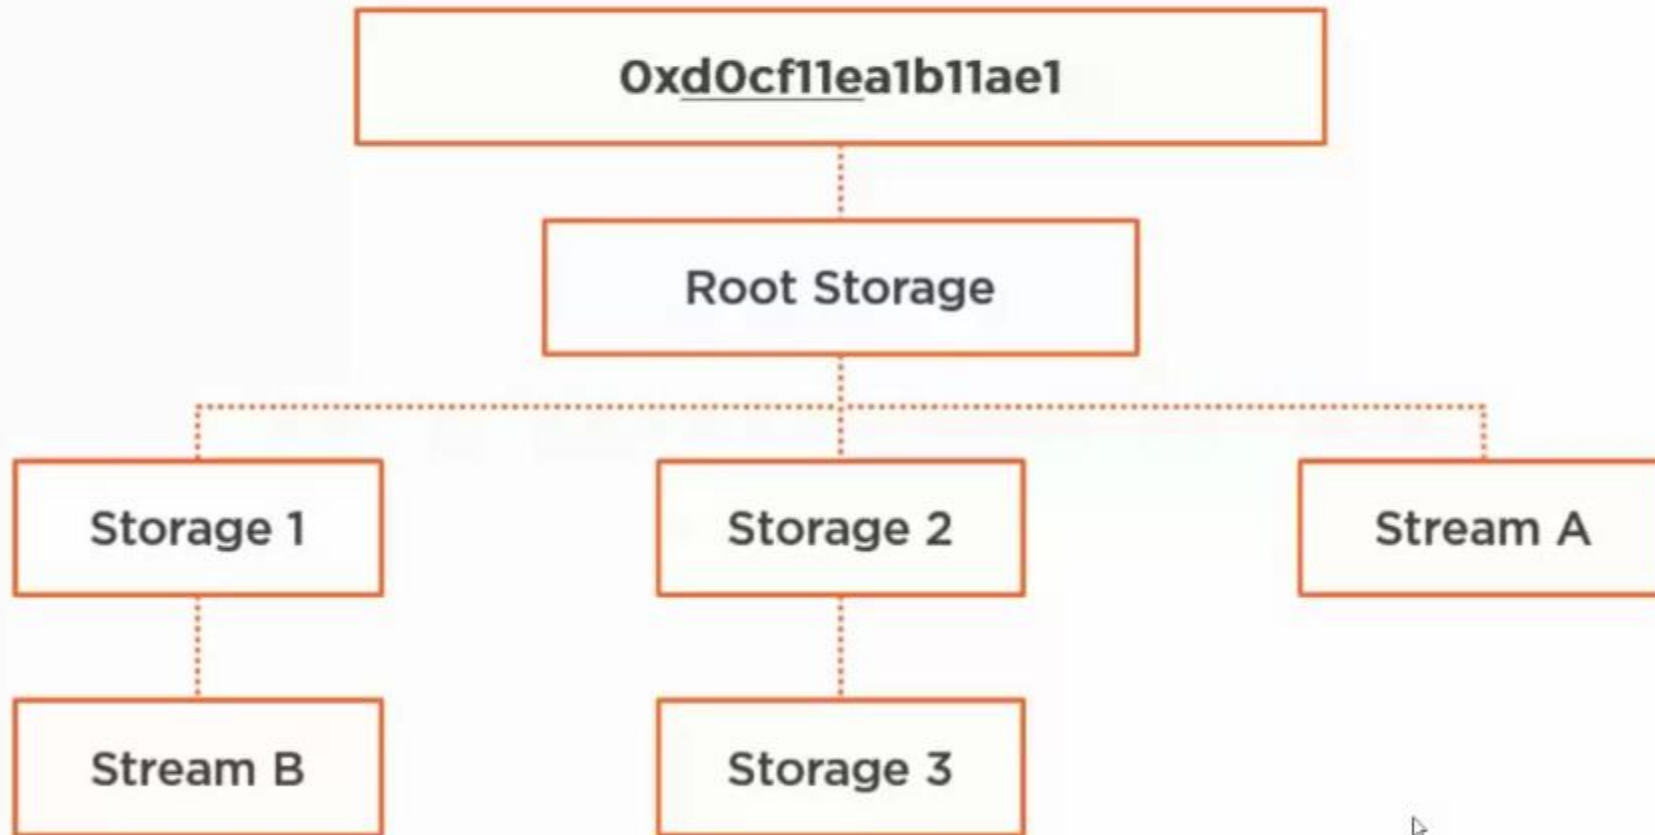 0xd0cf11ea1b11ae1
Root Storage
Storage 1
Storage 2
Stream A
Stream B
Storage 3